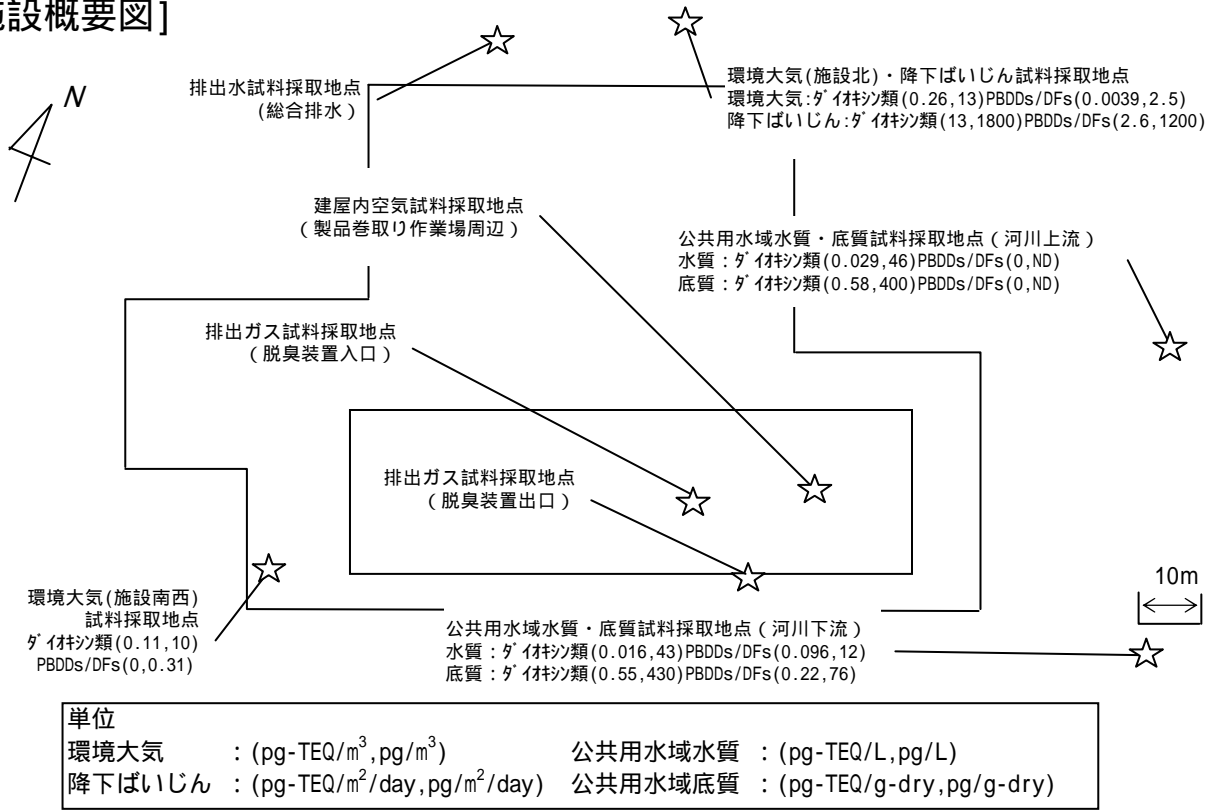 施設概要図]
N
排出水試料採取地点
(総合排水)
環境大気(施設北)・降下ばいじん試料採取地点
環境大気:ダイオキシン類(0.26,13)PBDDs/DFs(0.0039,2.5)
降下ばいじん:ダイオキシン類(13,1800)PBDDs/DFs(2.6,1200)
建屋内空気試料採取地点
(製品巻取り作業場周辺)
公共用水域水質・底質試料採取地点(河川上流)
水質:ダイオキシン類(0.029,46)PBDDs/DFs(0,ND)
底質:ダイオキシン類(0.58,400)PBDDs/DFs(0,ND)
排出ガス試料採取地点
(脱臭装置入口)
排出ガス試料採取地点
(脱臭装置出口)
10m
環境大気(施設南西)
試料採取地点
ダイオキシン類(0.11,10)
PBDDs/DFs(0,0.31)
公共用水域水質・底質試料採取地点(河川下流)
水質:ダイオキシン類(0.016,43)PBDDs/DFs(0.096,12)
底質:ダイオキシン類(0.55,430)PBDDs/DFs(0.22,76)
単位
環境大気 :(pg-TEQ/m³,pg/m³) 公共用水域水質 :(pg-TEQ/L,pg/L)
降下ばいじん :(pg-TEQ/m²/day,pg/m²/day) 公共用水域底質 :(pg-TEQ/g-dry,pg/g-dry)